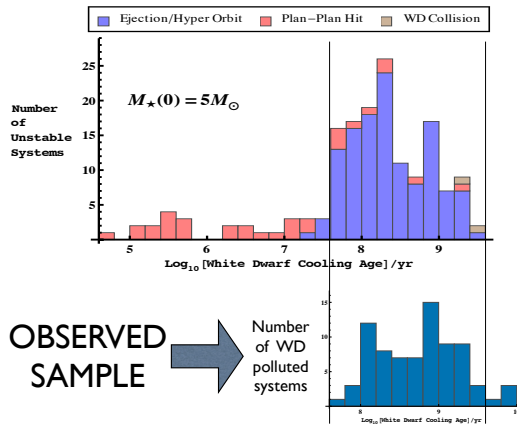 Ejection/Hyper Orbit Plan-Plan Hit WD Collision
25
20
15
10
5
Number
of
Unstable
Systems
M★(0) = 5M⊙
5 6 7 8 9
Log10[White Dwarf Cooling Age]/yr
OBSERVED
SAMPLE
Number
of WD
polluted
systems
15
10
5
8 9 10
Log10[White Dwarf Cooling Age]/yr